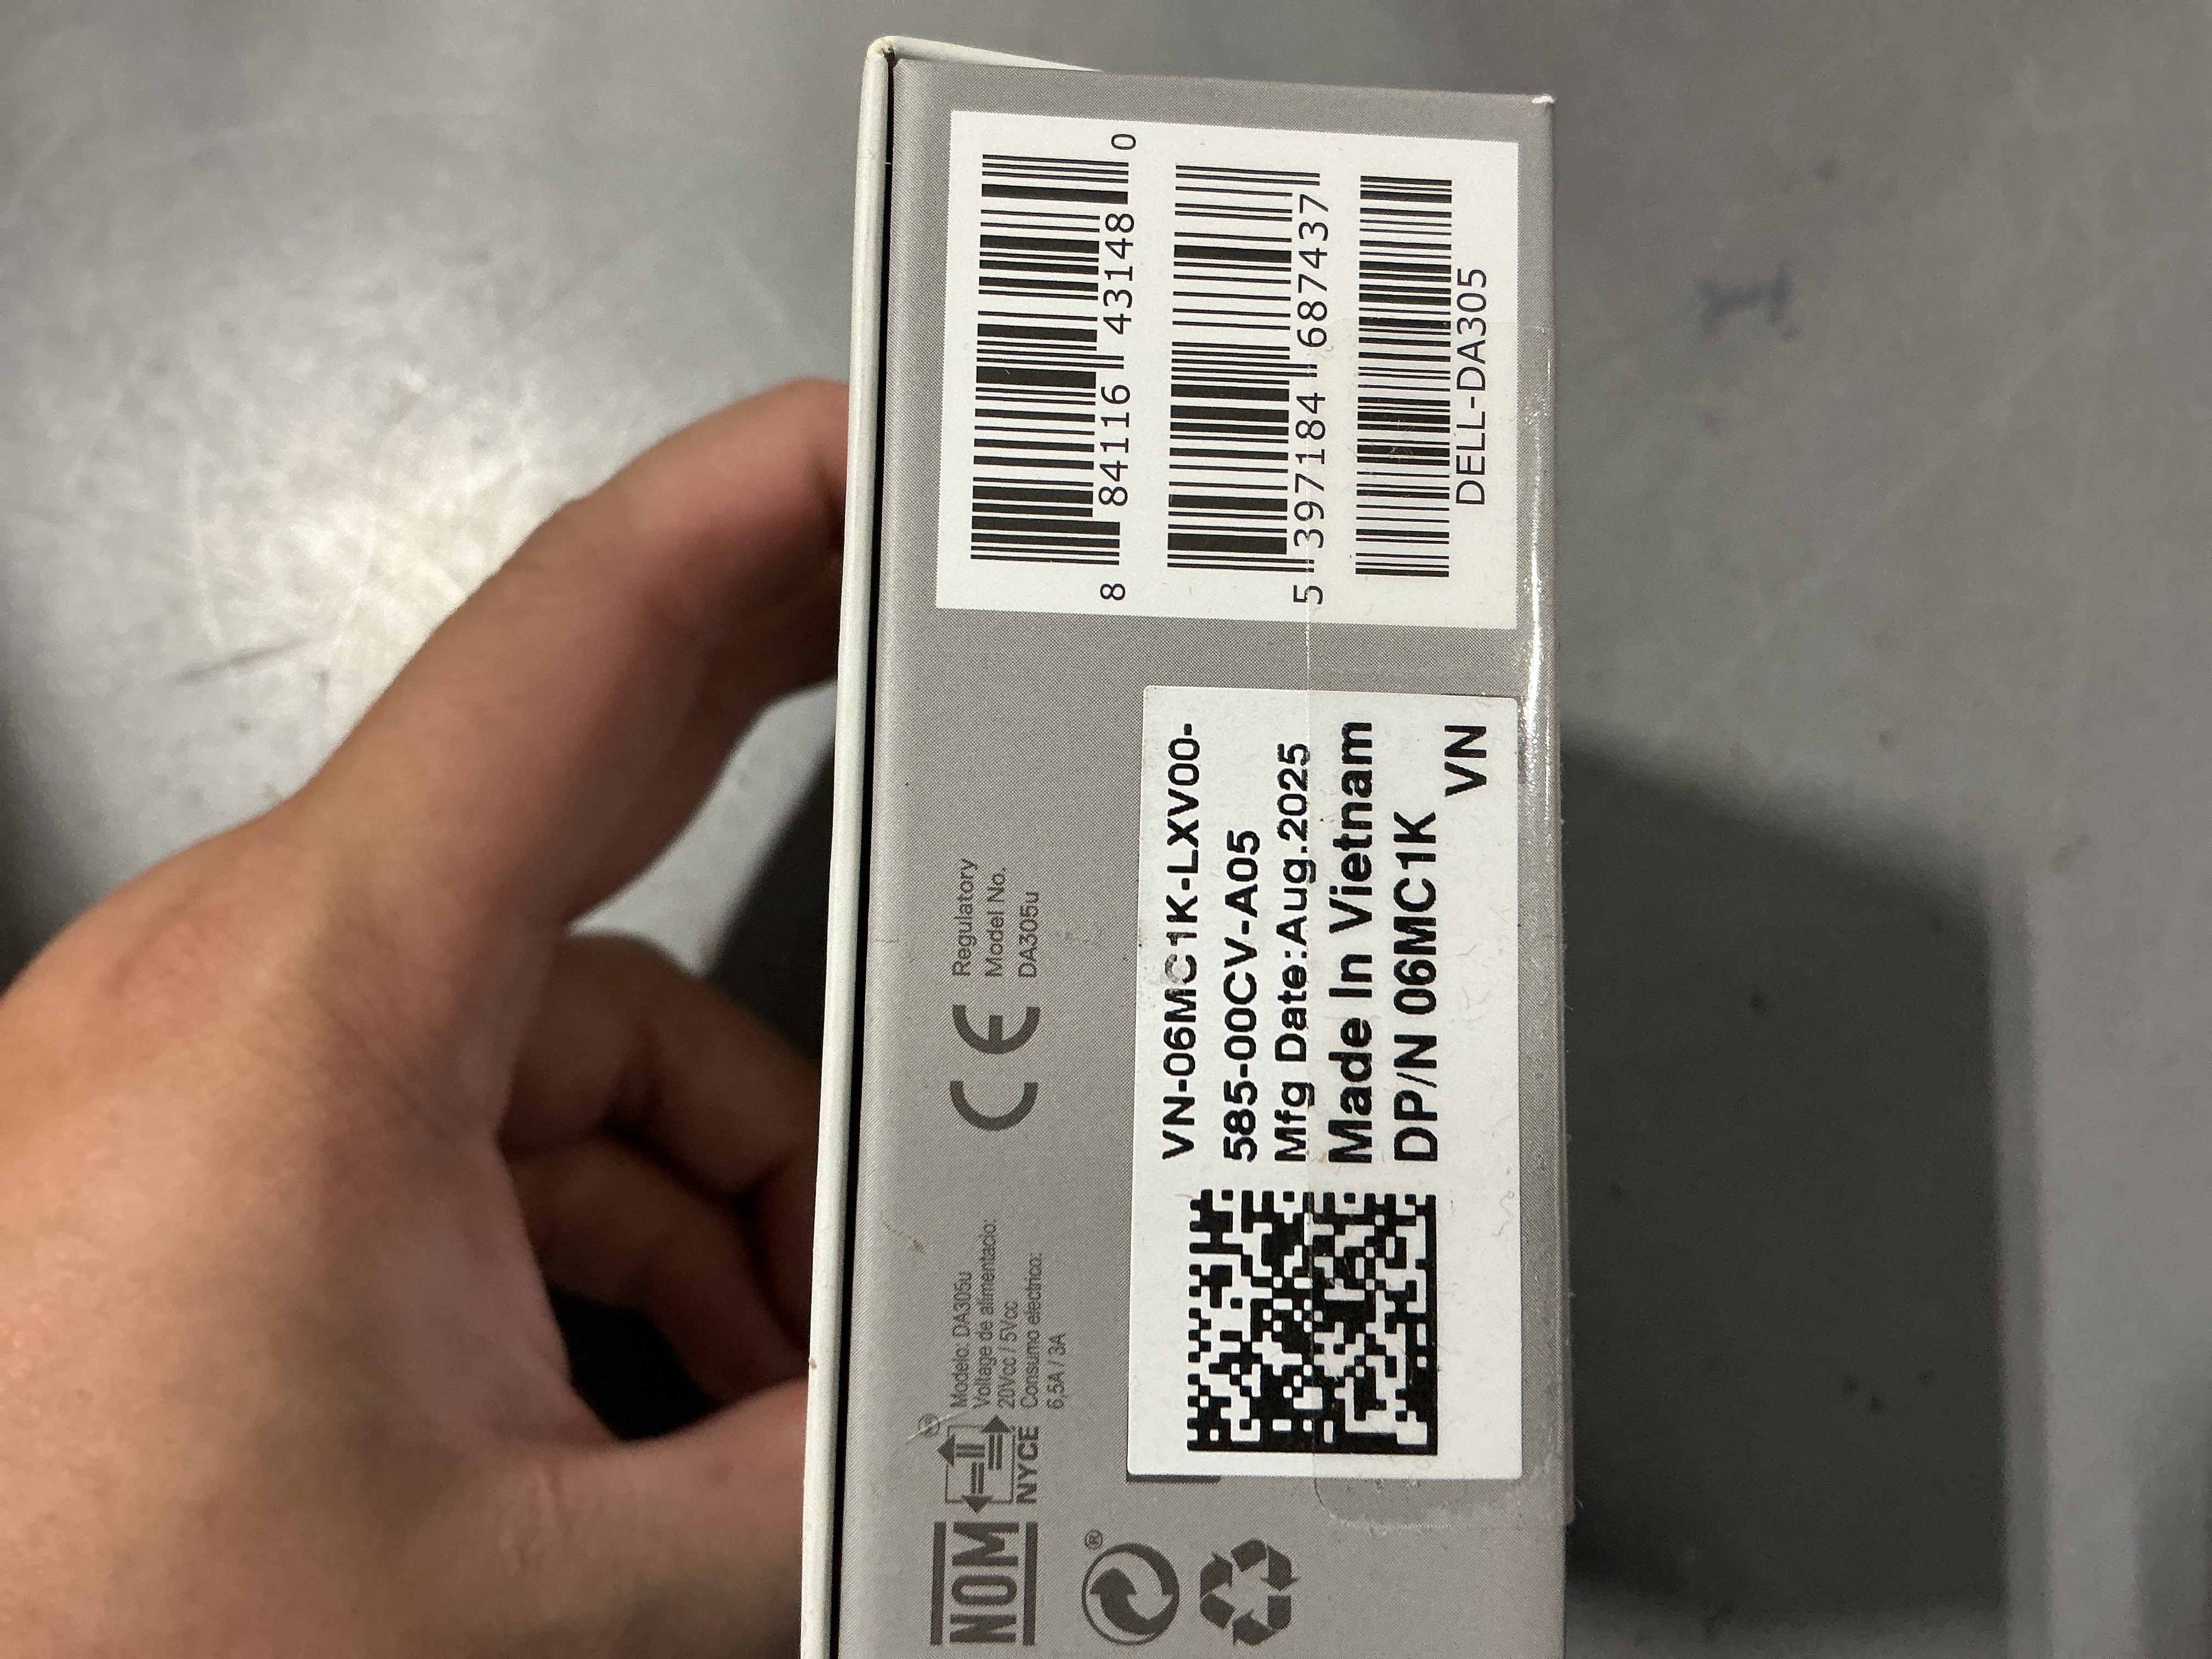 8 84116 43148 0
5 397184 687437
DELL-DA305
NOM
NYCE
Modelo: DA305u
Voltage de alimentacio:
20Vcc / 5Vcc
Consumo electrico:
6,5A / 3A
CE
Regulatory
Model No.
DA305u
VN-06MC1K-LXV00-
585-00CV-A05
Mfg Date:Aug.2025
Made In Vietnam
DP/N 06MC1K
VN